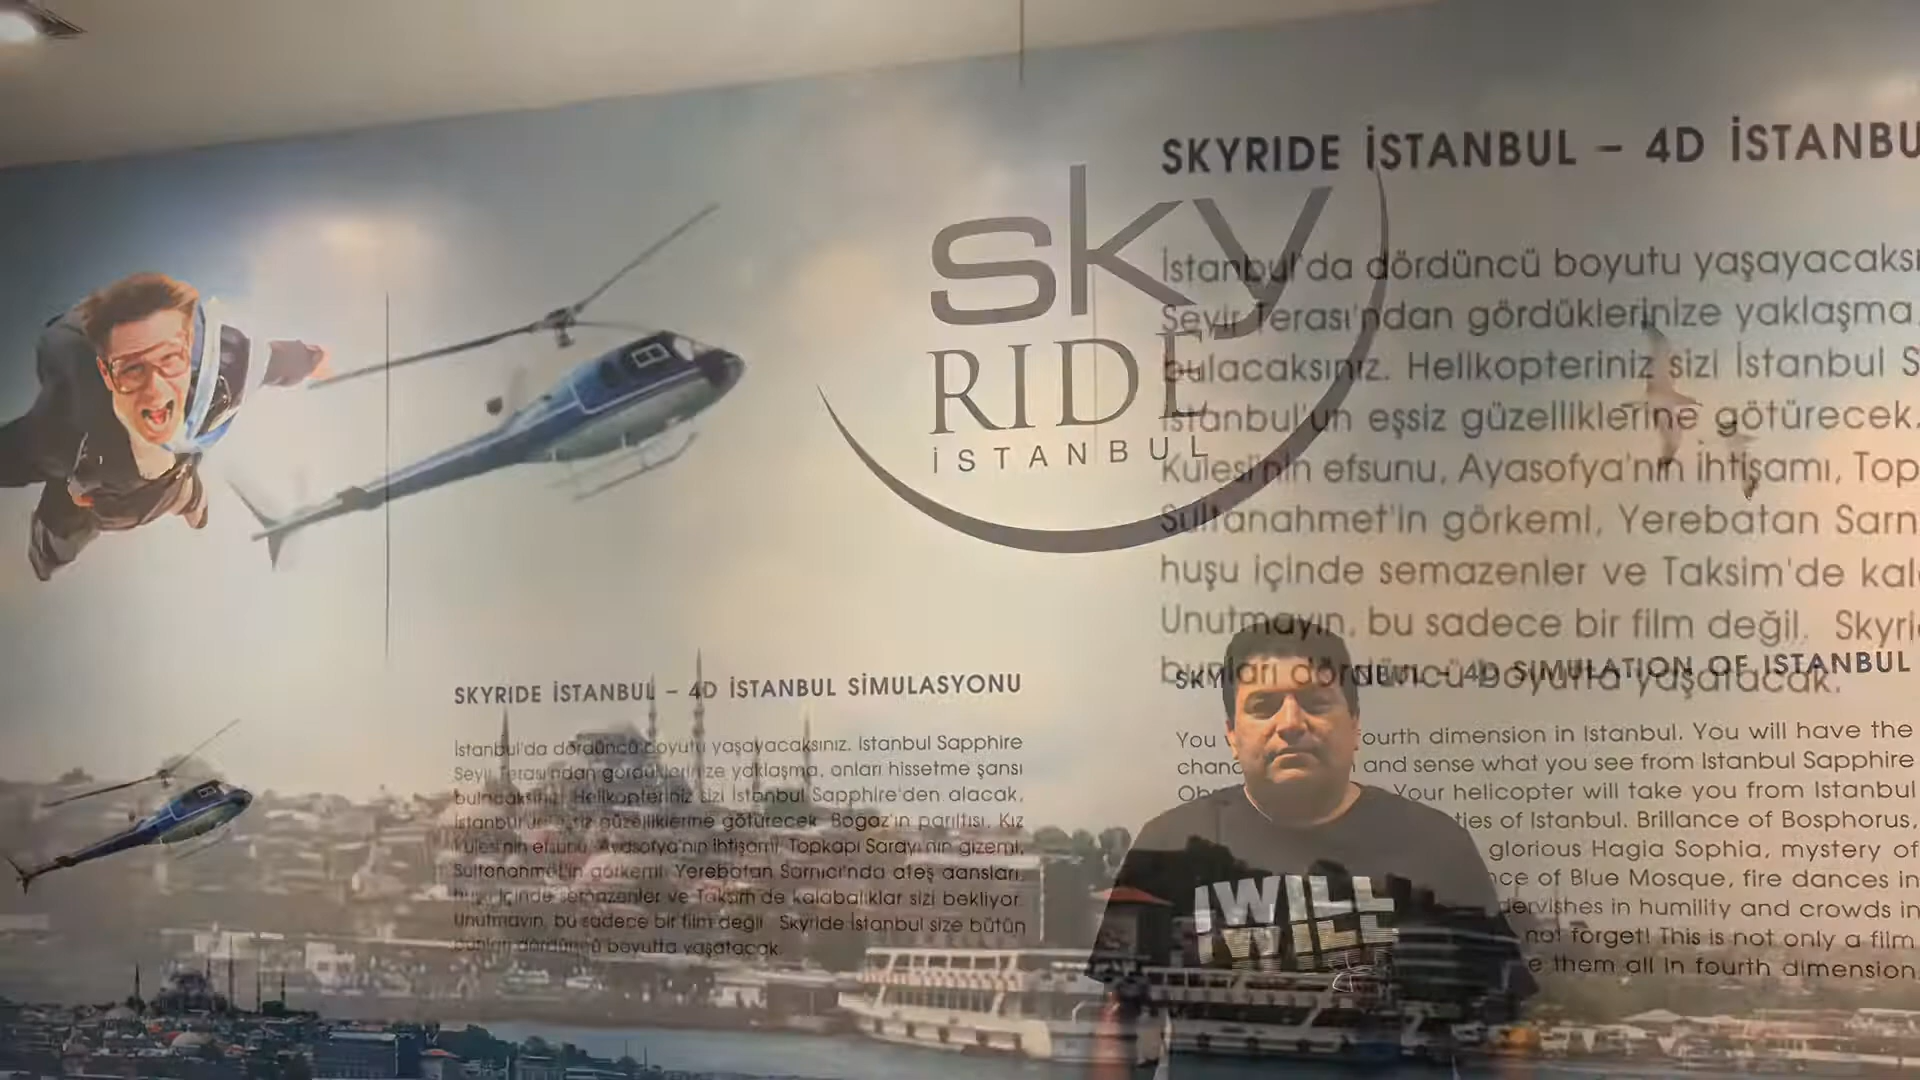 SKYRIDE İSTANBUL – 4D İSTANBU
sky
RIDE
İSTANBUL
İstanbul'da dördüncü boyutu yaşayacaksı
Seyir Terası'ndan gördüklerinize yaklaşma
bulacaksınız. Helikopteriniz sizi İstanbul S
İstanbul'un eşsiz güzelliklerine götürecek.
Kulesi'nin efsunu, Ayasofya'nın ihtişamı, Top
Sultanahmet'in görkemi, Yerebatan Sarn
huşu içinde semazenler ve Taksim'de kal
Unutmayın, bu sadece bir film değil. Skyri
bunları dördüncü boyutta yaşatacak.
SKYRIDE İSTANBUL – 4D İSTANBUL SİMULASYONU
İstanbul'da dördüncü boyutu yaşayacaksınız. İstanbul Sapphire
Seyir Terası'ndan gördüklerinize yaklaşma, onları hissetme şansı
bulacaksınız. Helikopteriniz sizi İstanbul Sapphire'den alacak,
İstanbul'un eşsiz güzelliklerine götürecek. Boğaz'ın parıltısı, Kız
Kulesi'nin efsunu, Ayasofya'nın ihtişamı, Topkapı Sarayı'nın gizemi,
Sultanahmet'in görkemi, Yerebatan Sarnıcı'nda ateş dansları,
huşu içinde semazenler ve Taksim'de kalabalıklar sizi bekliyor.
Unutmayın, bu sadece bir film değil. Skyride İstanbul size bütün
bunları dördüncü boyutta yaşatacak.
4D SIMULATION OF ISTANBUL
You fourth dimension in Istanbul. You will have the
and sense what you see from Istanbul Sapphire
Your helicopter will take you from Istanbul
of Istanbul. Brillance of Bosphorus,
glorious Hagia Sophia, mystery of
of Blue Mosque, fire dances in
dervishes in humility and crowds in
not forget! This is not only a film
them all in fourth dimension
I WILL
I WILL